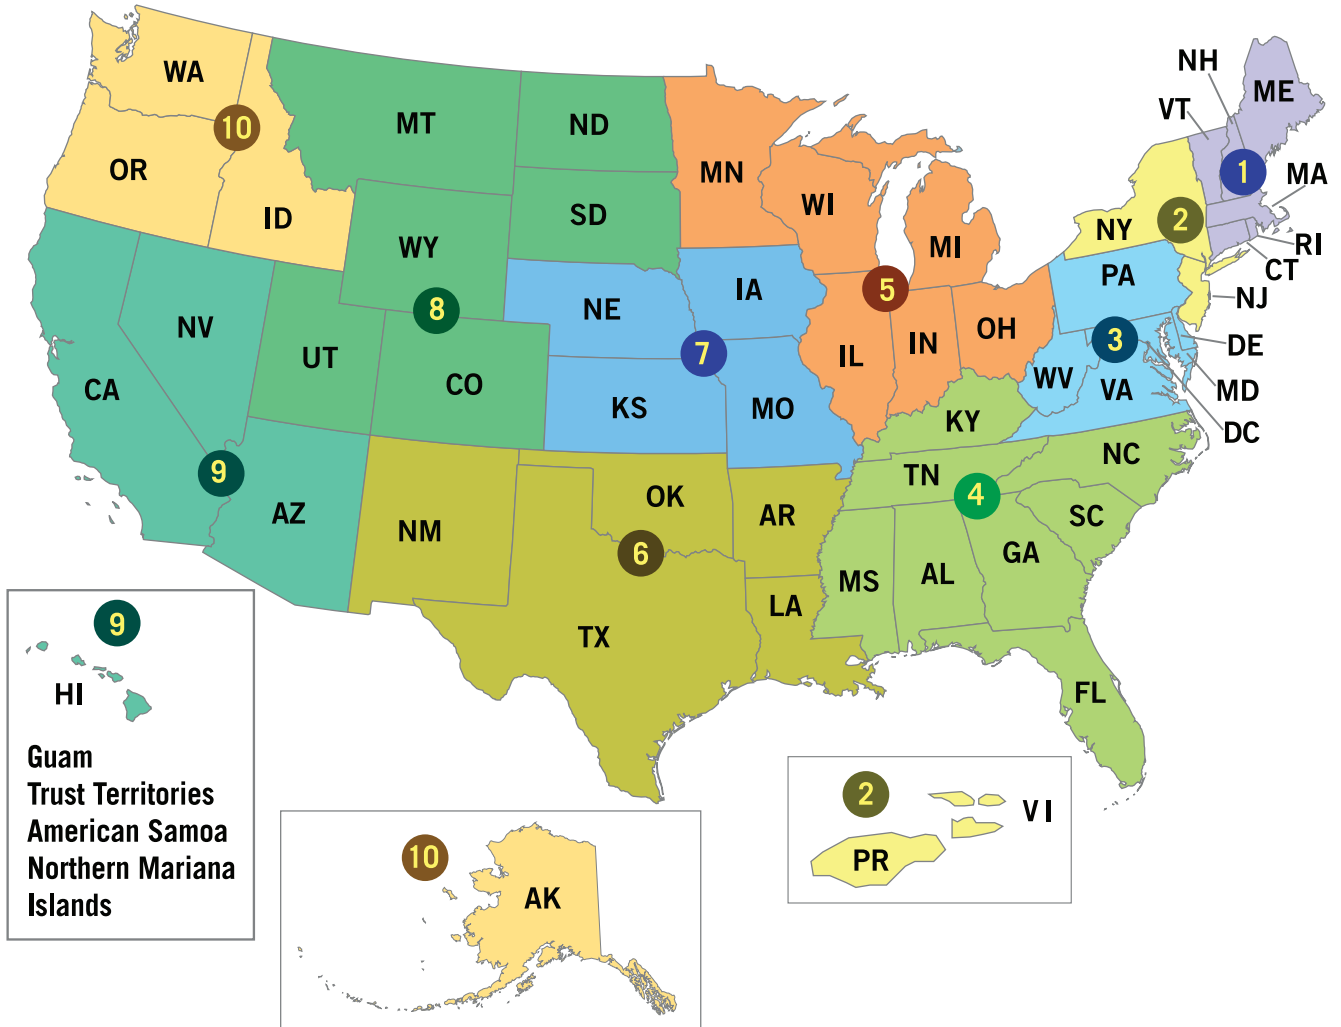 NH
ME
WA
VT
MT
ND
10
OR
MN
1
MA
WI
SD
ID
2
NY
WY
MI
RI
CT
PA
5
IA
NJ
NE
8
NV
OH
3
DE
IN
7
IL
UT
WV
CO
MD
CA
VA
KS
MO
KY
DC
NC
9
TN
4
OK
AZ
AR
SC
NM
6
GA
AL
MS
LA
9
TX
HI
FL
Guam
Trust Territories
American Samoa
Northern Mariana
Islands
2
VI
PR
10
AK